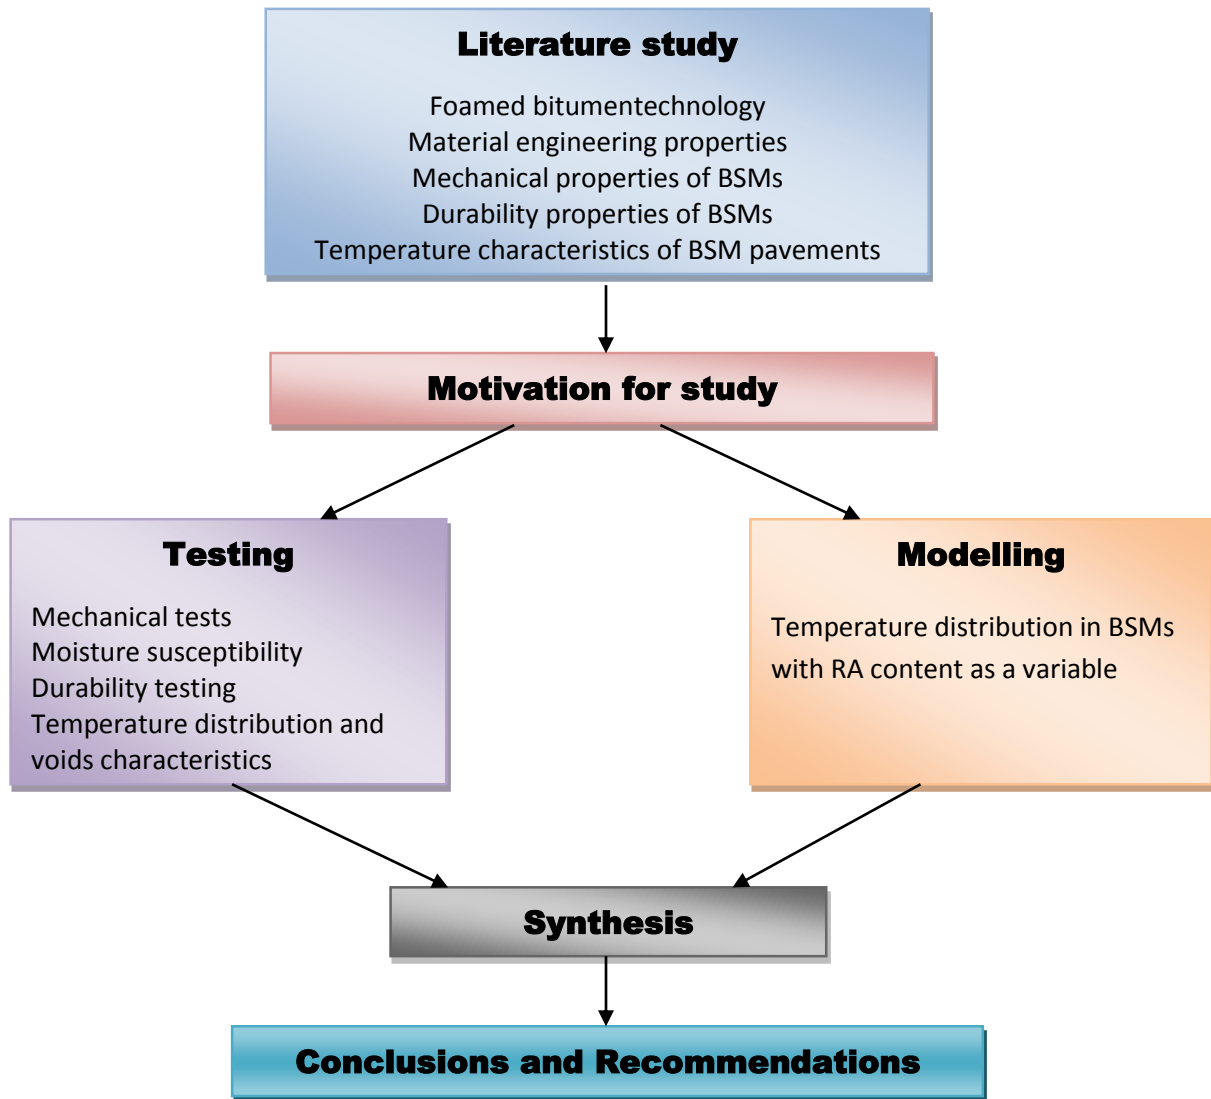 Literature study
Foamed bitumentechnology
Material engineering properties
Mechanical properties of BSMs
Durability properties of BSMs
Temperature characteristics of BSM pavements
Motivation for study
Testing
Mechanical tests
Moisture susceptibility
Durability testing
Temperature distribution and
voids characteristics
Modelling
Temperature distribution in BSMs
with RA content as a variable
Synthesis
Conclusions and Recommendations